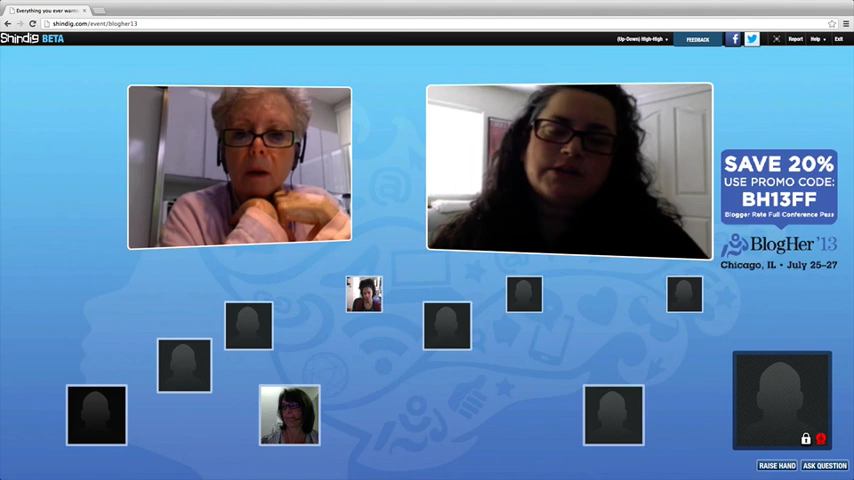 Everything you ever want
shindig.com/event/blogher13
Shindig BETA
(Up-Down) High-High
FEEDBACK
f
Report
Help
Exit
SAVE 20%
USE PROMO CODE:
BH13FF
Blogger Rate Full Conference Pass
BlogHer '13
Chicago, IL • July 25–27
@
RAISE HAND
ASK QUESTION